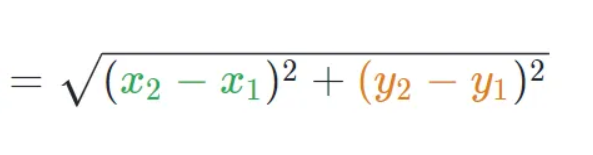 = √(x₂ − x₁)² + (y₂ − y₁)²